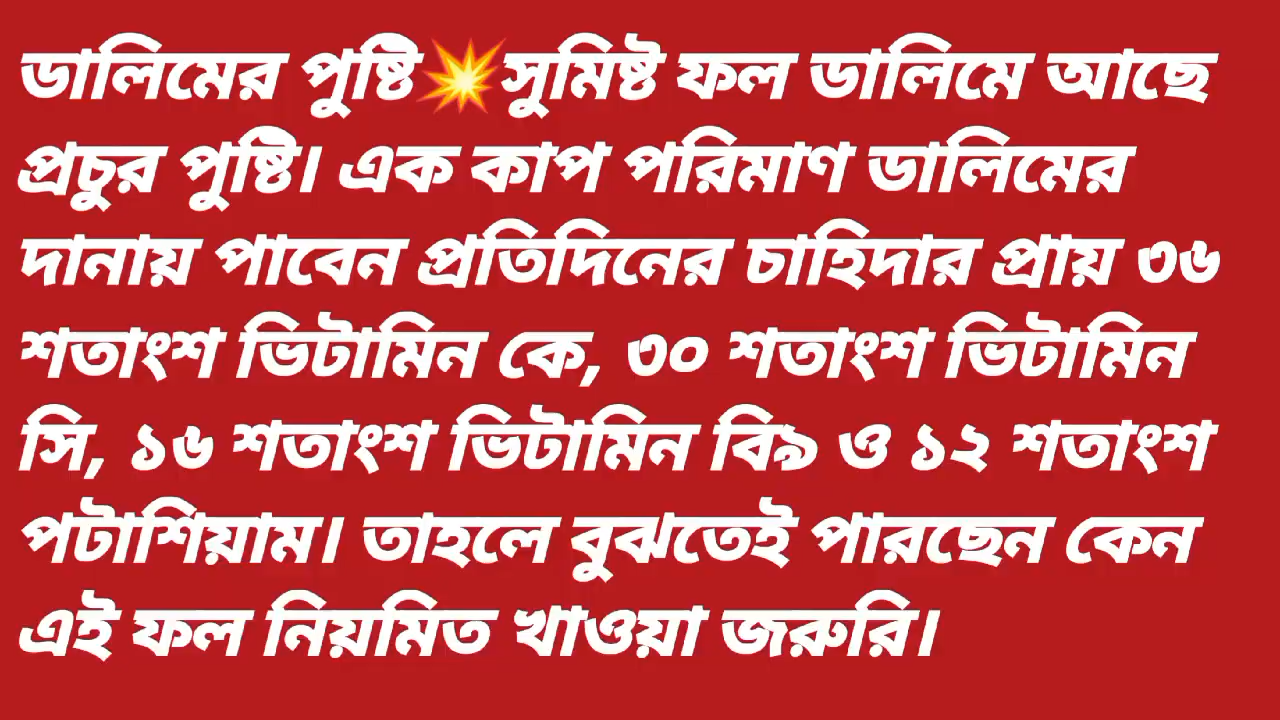 ডালিমের পুষ্টি💥সুমিষ্ট ফল ডালিমে আছে
প্রচুর পুষ্টি। এক কাপ পরিমাণ ডালিমের
দানায় পাবেন প্রতিদিনের চাহিদার প্রায় ৩৬
শতাংশ ভিটামিন কে, ৩০ শতাংশ ভিটামিন
সি, ১৬ শতাংশ ভিটামিন বি৯ ও ১২ শতাংশ
পটাশিয়াম। তাহলে বুঝতেই পারছেন কেন
এই ফল নিয়মিত খাওয়া জরুরি।